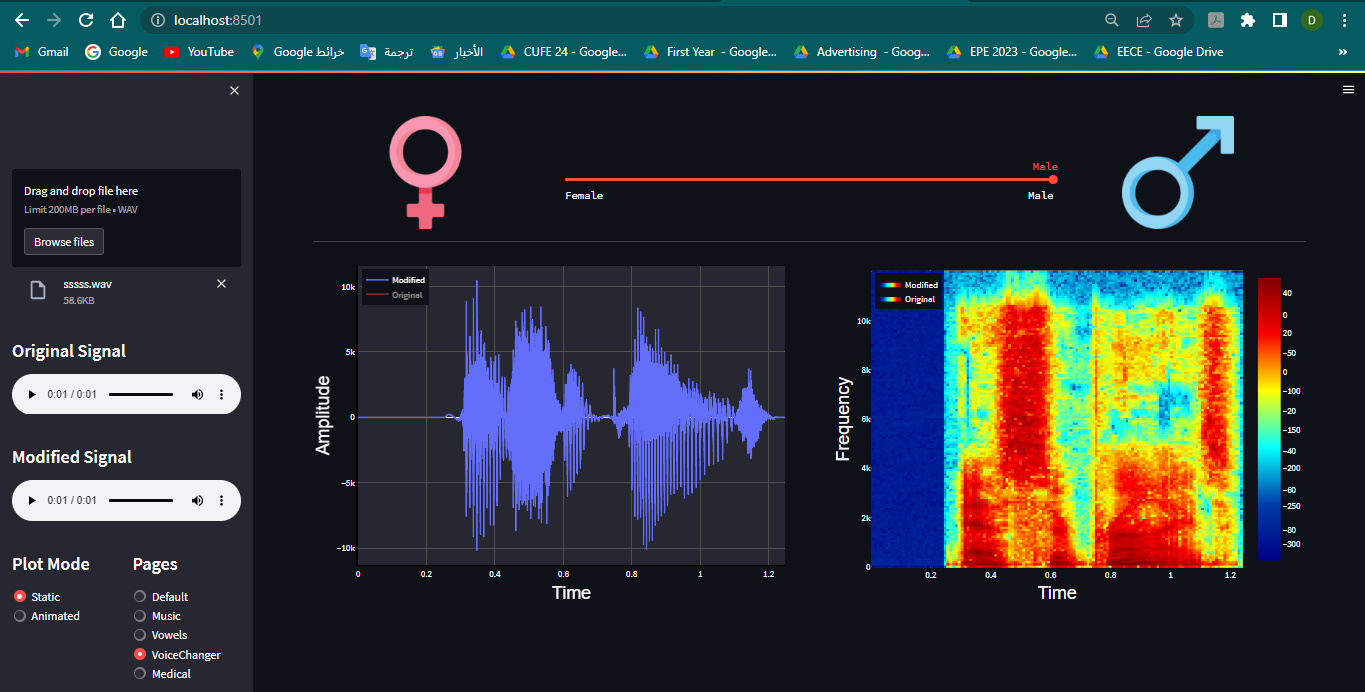 localhost:8501
D
Gmail
Google
YouTube
خرائط Google
ترجمة
الأخبار
CUFE 24 - Google...
First Year - Google...
Advertising - Goog...
EPE 2023 - Google...
EECE - Google Drive
»
Drag and drop file here
Limit 200MB per file • WAV
Browse files
sssss.wav
58.6KB
Original Signal
0:01 / 0:01
Modified Signal
0:01 / 0:01
Plot Mode
Static
Animated
Pages
Default
Music
Vowels
VoiceChanger
Medical
Male
Female
Male
Modified
Original
Amplitude
10k
5k
0
−5k
−10k
0
0.2
0.4
0.6
0.8
1
1.2
Time
Modified
Original
Frequency
10k
8k
6k
4k
2k
0
0.2
0.4
0.6
0.8
1
1.2
Time
40
0
20
−50
0
−100
−20
−150
−40
−200
−60
−250
−80
−300